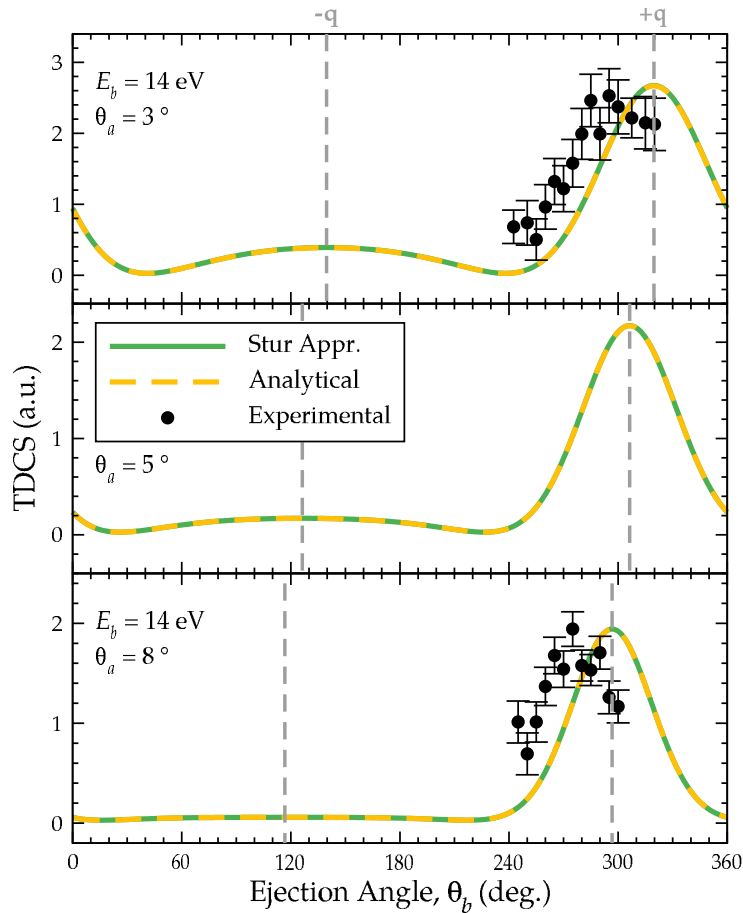 -q +q
E_b = 14 eV
θ_a = 3 °
3
2
1
0
Stur Appr.
Analytical
Experimental
θ_a = 5 °
2
1
0
TDCS (a.u.)
E_b = 14 eV
θ_a = 8 °
2
1
0
0 60 120 180 240 300 360
Ejection Angle, θ_b (deg.)